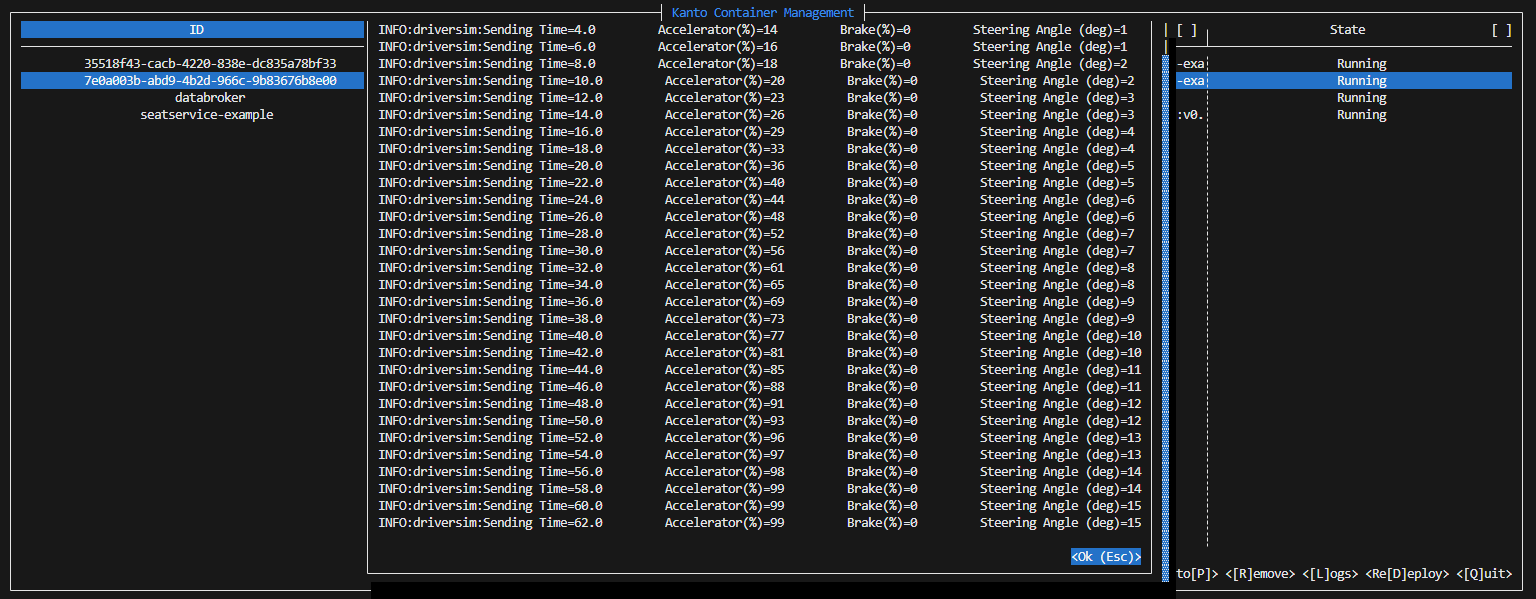 Kanto Container Management
ID [ ] State [ ]
35518f43-cacb-4220-838e-dc835a78bf33 -exa Running
7e0a003b-abd9-4b2d-966c-9b83676b8e00 -exa Running
databroker Running
seatservice-example :v0. Running
INFO:driversim:Sending Time=4.0 Accelerator(%)=14 Brake(%)=0 Steering Angle (deg)=1
INFO:driversim:Sending Time=6.0 Accelerator(%)=16 Brake(%)=0 Steering Angle (deg)=1
INFO:driversim:Sending Time=8.0 Accelerator(%)=18 Brake(%)=0 Steering Angle (deg)=2
INFO:driversim:Sending Time=10.0 Accelerator(%)=20 Brake(%)=0 Steering Angle (deg)=2
INFO:driversim:Sending Time=12.0 Accelerator(%)=23 Brake(%)=0 Steering Angle (deg)=3
INFO:driversim:Sending Time=14.0 Accelerator(%)=26 Brake(%)=0 Steering Angle (deg)=3
INFO:driversim:Sending Time=16.0 Accelerator(%)=29 Brake(%)=0 Steering Angle (deg)=4
INFO:driversim:Sending Time=18.0 Accelerator(%)=33 Brake(%)=0 Steering Angle (deg)=4
INFO:driversim:Sending Time=20.0 Accelerator(%)=36 Brake(%)=0 Steering Angle (deg)=5
INFO:driversim:Sending Time=22.0 Accelerator(%)=40 Brake(%)=0 Steering Angle (deg)=5
INFO:driversim:Sending Time=24.0 Accelerator(%)=44 Brake(%)=0 Steering Angle (deg)=6
INFO:driversim:Sending Time=26.0 Accelerator(%)=48 Brake(%)=0 Steering Angle (deg)=6
INFO:driversim:Sending Time=28.0 Accelerator(%)=52 Brake(%)=0 Steering Angle (deg)=7
INFO:driversim:Sending Time=30.0 Accelerator(%)=56 Brake(%)=0 Steering Angle (deg)=7
INFO:driversim:Sending Time=32.0 Accelerator(%)=61 Brake(%)=0 Steering Angle (deg)=8
INFO:driversim:Sending Time=34.0 Accelerator(%)=65 Brake(%)=0 Steering Angle (deg)=8
INFO:driversim:Sending Time=36.0 Accelerator(%)=69 Brake(%)=0 Steering Angle (deg)=9
INFO:driversim:Sending Time=38.0 Accelerator(%)=73 Brake(%)=0 Steering Angle (deg)=9
INFO:driversim:Sending Time=40.0 Accelerator(%)=77 Brake(%)=0 Steering Angle (deg)=10
INFO:driversim:Sending Time=42.0 Accelerator(%)=81 Brake(%)=0 Steering Angle (deg)=10
INFO:driversim:Sending Time=44.0 Accelerator(%)=85 Brake(%)=0 Steering Angle (deg)=11
INFO:driversim:Sending Time=46.0 Accelerator(%)=88 Brake(%)=0 Steering Angle (deg)=11
INFO:driversim:Sending Time=48.0 Accelerator(%)=91 Brake(%)=0 Steering Angle (deg)=12
INFO:driversim:Sending Time=50.0 Accelerator(%)=93 Brake(%)=0 Steering Angle (deg)=12
INFO:driversim:Sending Time=52.0 Accelerator(%)=96 Brake(%)=0 Steering Angle (deg)=13
INFO:driversim:Sending Time=54.0 Accelerator(%)=97 Brake(%)=0 Steering Angle (deg)=13
INFO:driversim:Sending Time=56.0 Accelerator(%)=98 Brake(%)=0 Steering Angle (deg)=14
INFO:driversim:Sending Time=58.0 Accelerator(%)=99 Brake(%)=0 Steering Angle (deg)=14
INFO:driversim:Sending Time=60.0 Accelerator(%)=99 Brake(%)=0 Steering Angle (deg)=15
INFO:driversim:Sending Time=62.0 Accelerator(%)=99 Brake(%)=0 Steering Angle (deg)=15
<Ok (Esc)>
to[P]> <[R]emove> <[L]ogs> <Re[D]eploy> <[Q]uit>